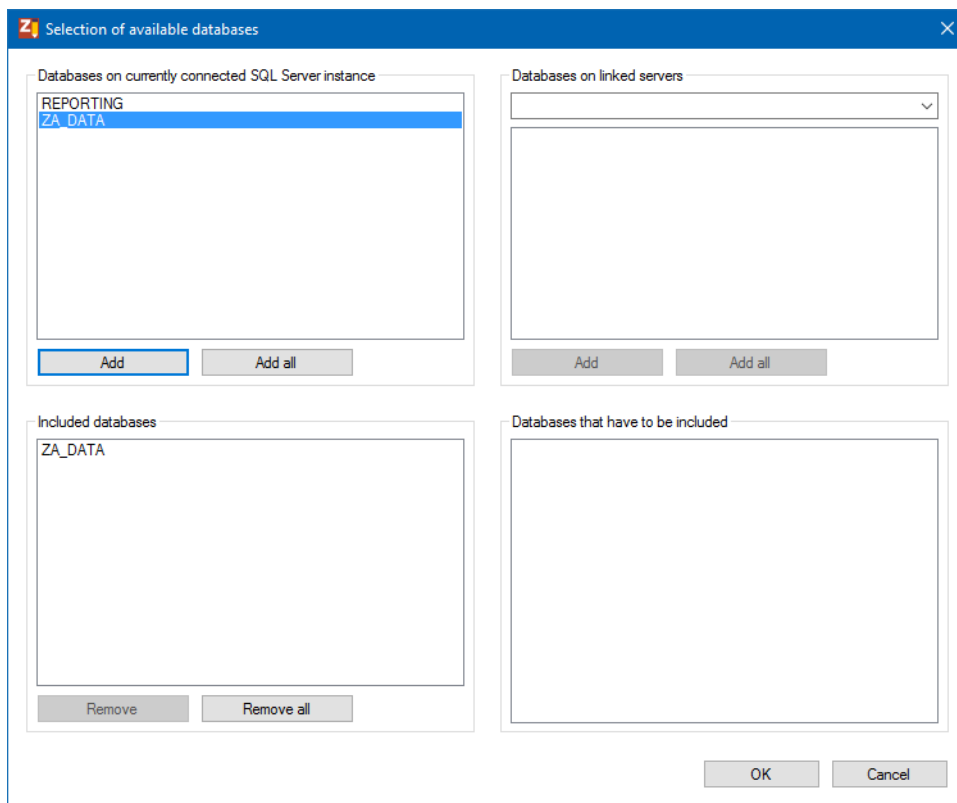 Selection of available databases
Databases on currently connected SQL Server instance
REPORTING
ZA_DATA
Add
Add all
Databases on linked servers
Add
Add all
Included databases
ZA_DATA
Remove
Remove all
Databases that have to be included
OK
Cancel